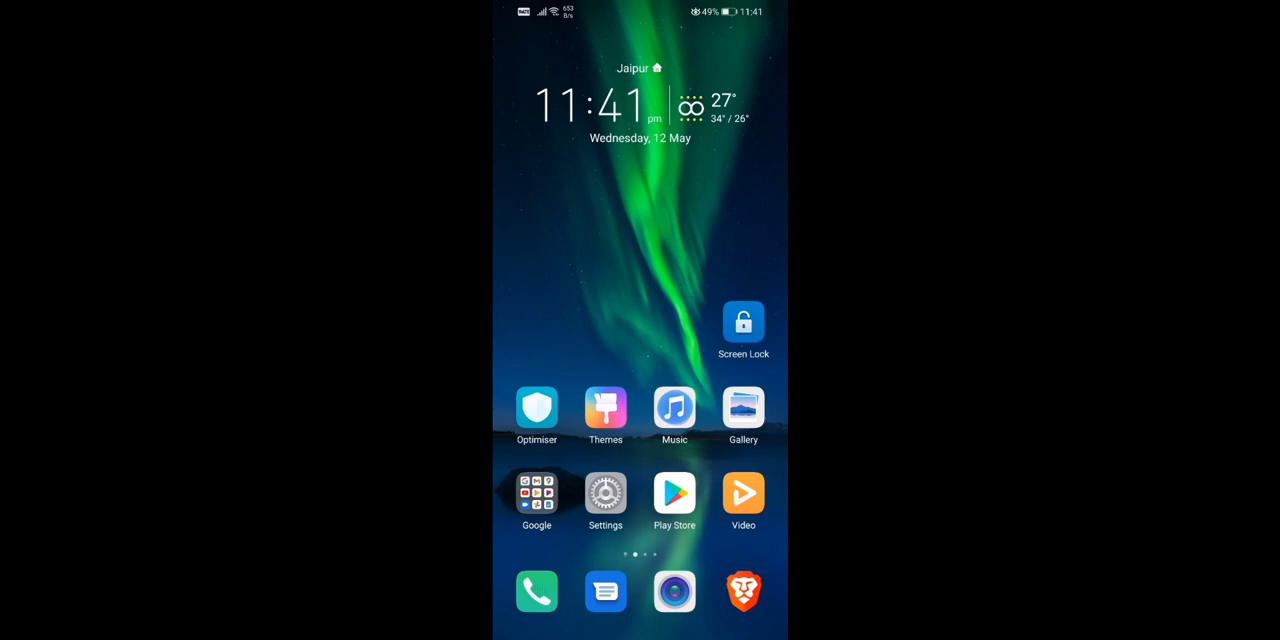 VoLTE 653 B/s 49% 11:41
Jaipur
11:41 pm 27°
34° / 26°
Wednesday, 12 May
Screen Lock
Optimiser Themes Music Gallery
Google Settings Play Store Video